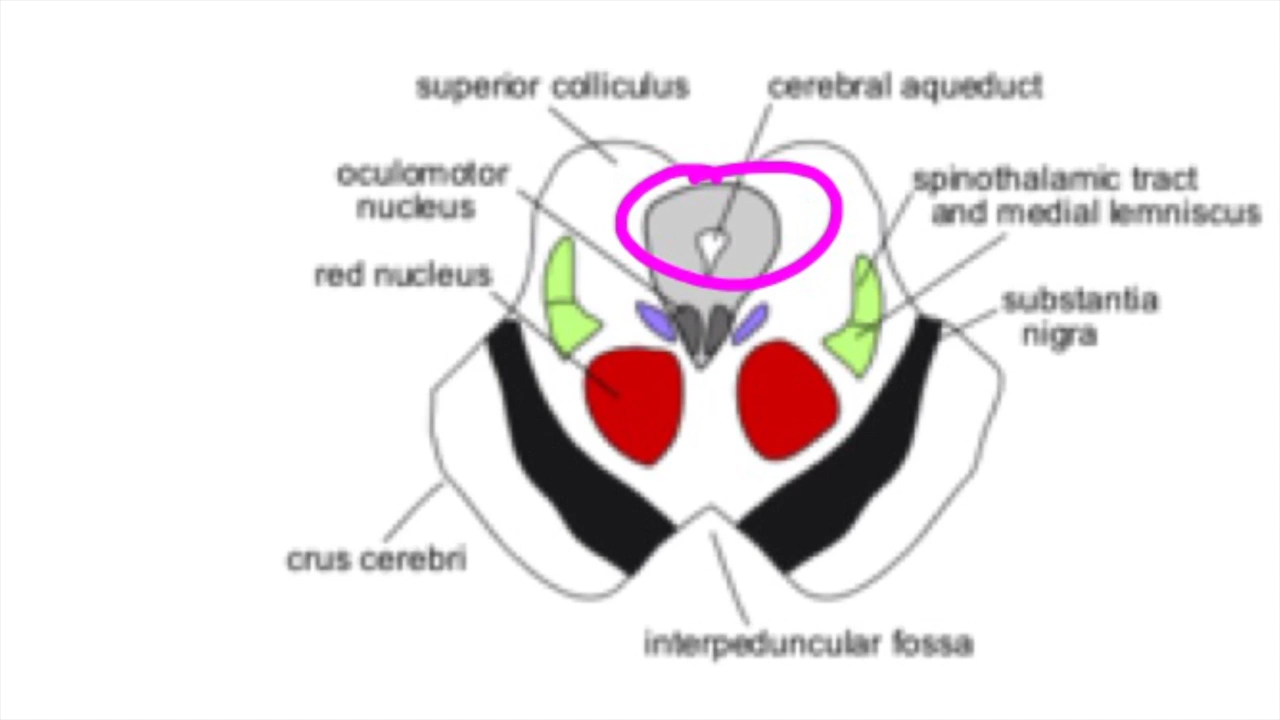 superior colliculus
cerebral aqueduct
oculomotor
nucleus
spinothalamic tract
and medial lemniscus
red nucleus
substantia
nigra
crus cerebri
interpeduncular fossa